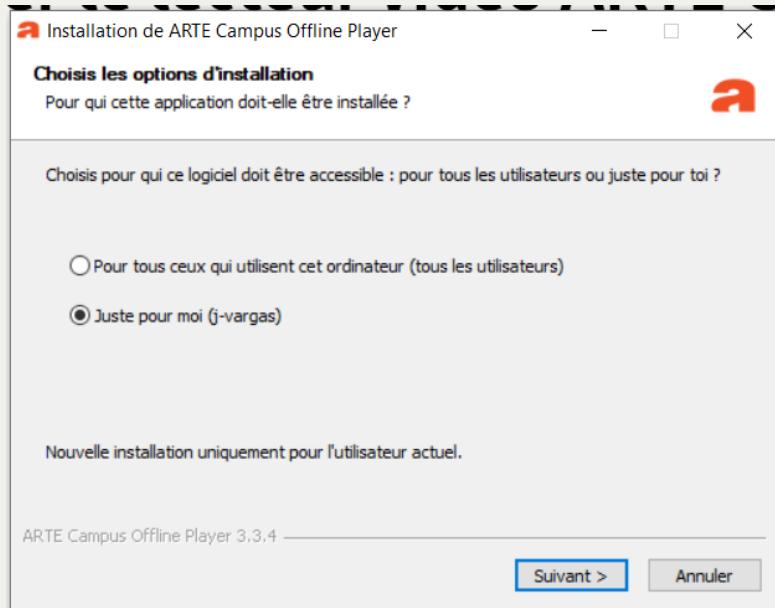 Installation de ARTE Campus Offline Player
Choisis les options d'installation
Pour qui cette application doit-elle être installée ?
Choisis pour qui ce logiciel doit être accessible : pour tous les utilisateurs ou juste pour toi ?
Pour tous ceux qui utilisent cet ordinateur (tous les utilisateurs)
Juste pour moi (j-vargas)
Nouvelle installation uniquement pour l'utilisateur actuel.
ARTE Campus Offline Player 3.3.4
Suivant >
Annuler